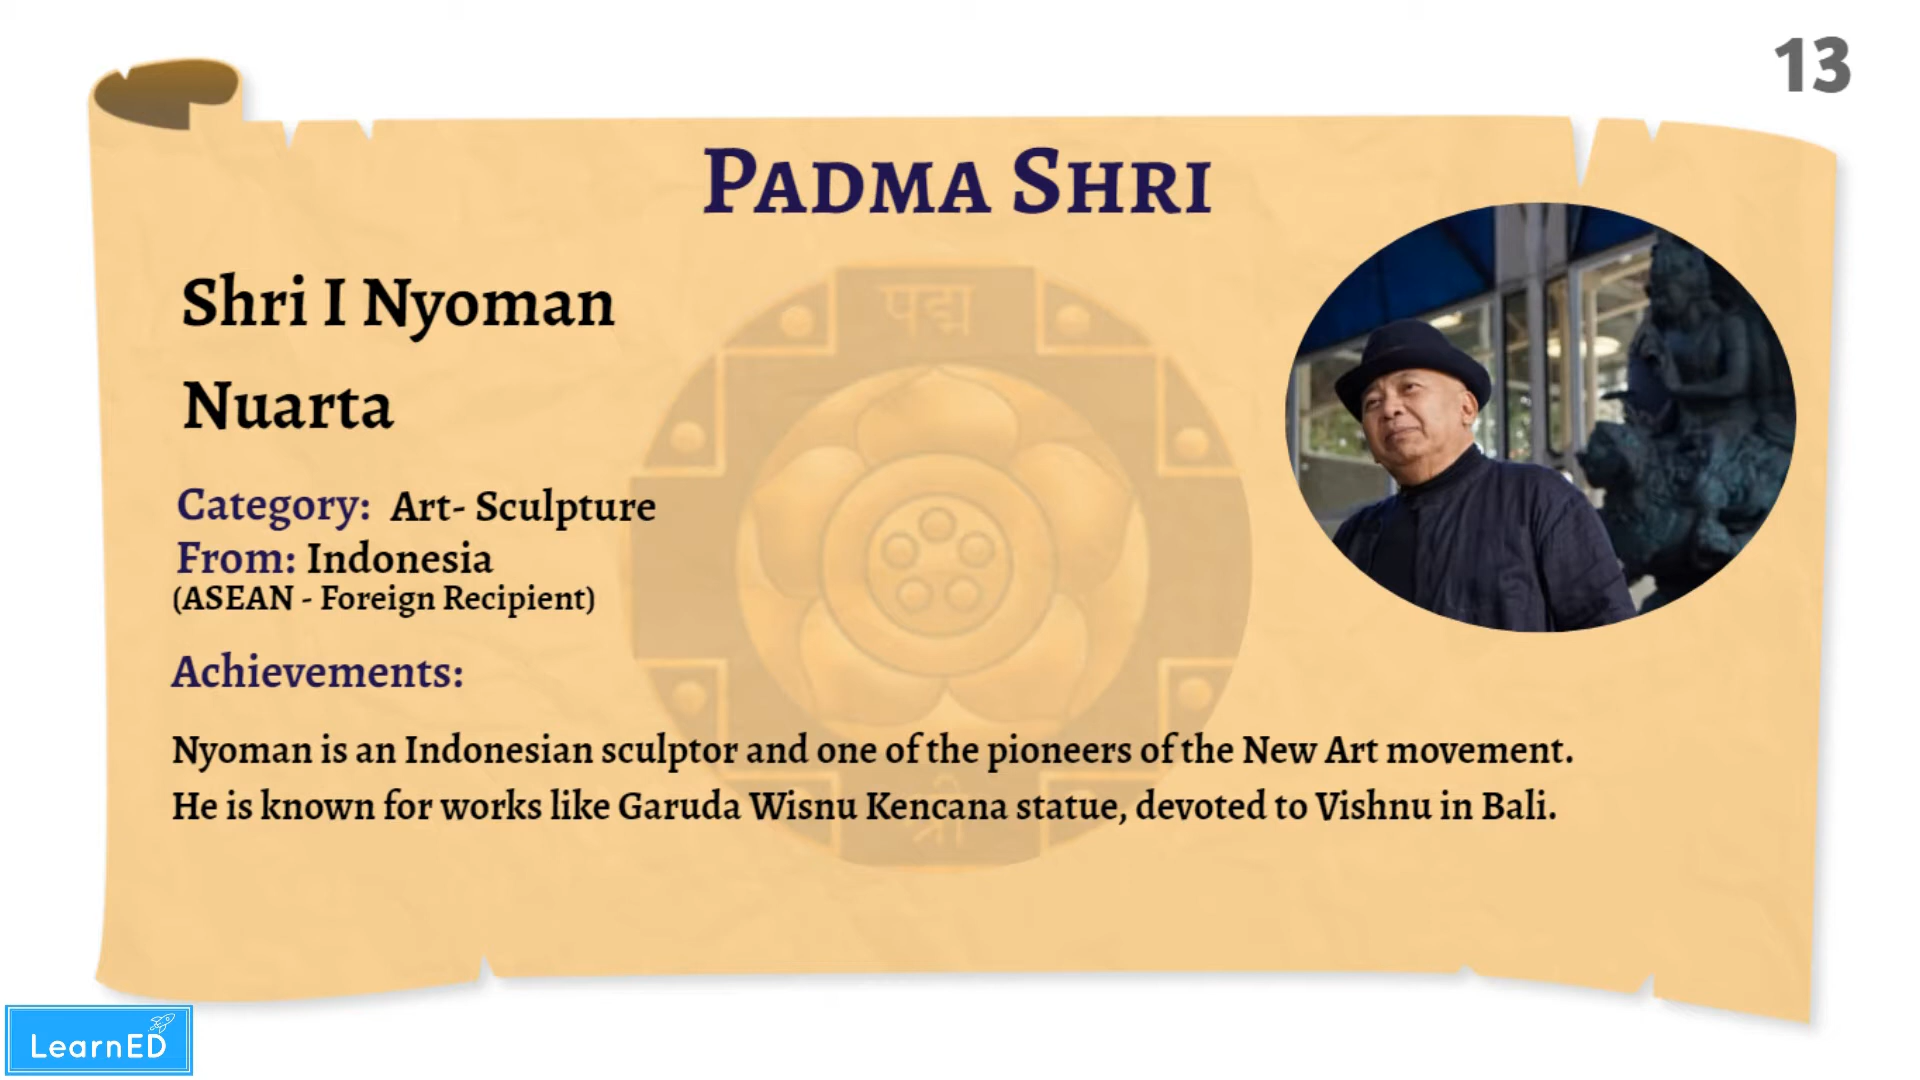 13
Padma Shri
Shri I Nyoman
Nuarta
पद्म
Category: Art- Sculpture
From: Indonesia
(ASEAN - Foreign Recipient)
Achievements:
Nyoman is an Indonesian sculptor and one of the pioneers of the New Art movement.
He is known for works like Garuda Wisnu Kencana statue, devoted to Vishnu in Bali.
श्री
LearnED